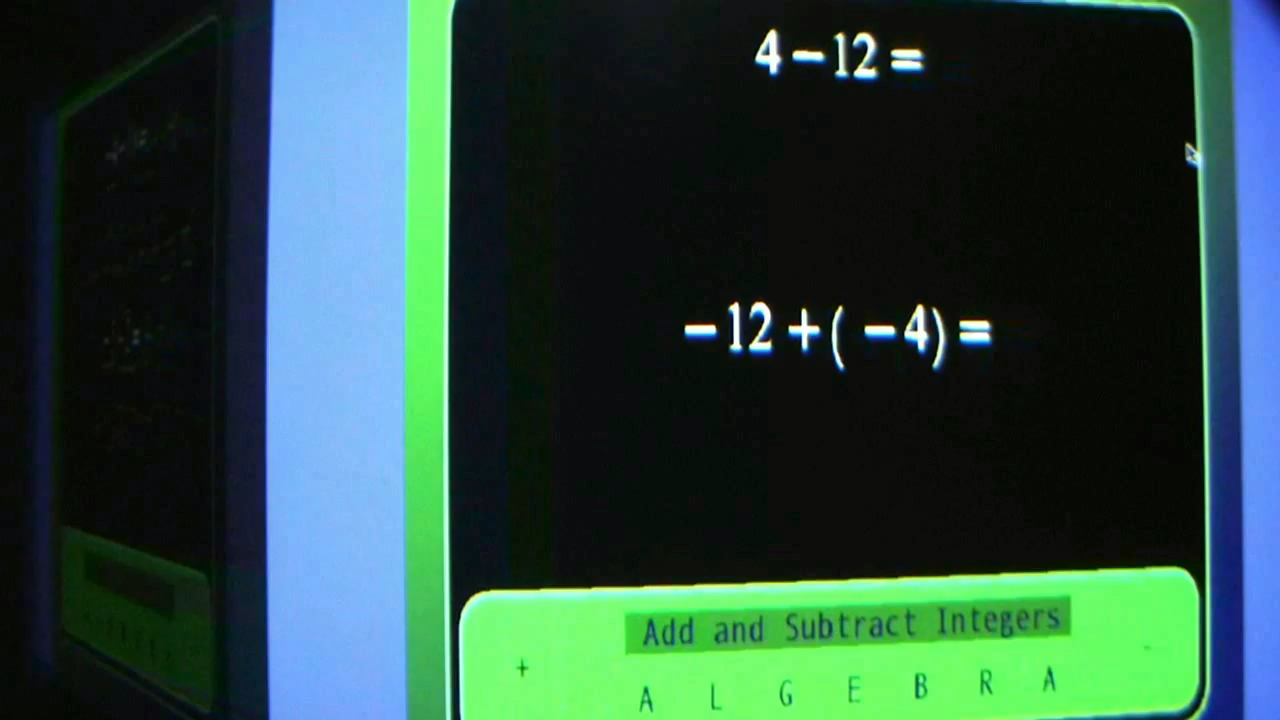 4 − 12 =
− 12 + ( − 4) =
Add and Subtract Integers
+ −
A L G E B R A